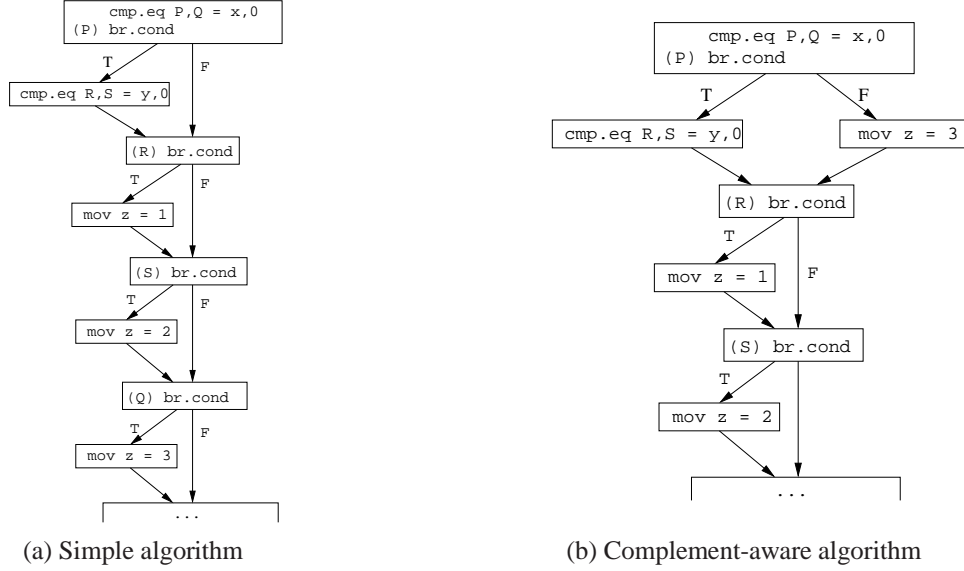 cmp.eq P,Q = x,0
(P) br.cond
T
F
cmp.eq R,S = y,0
(R) br.cond
T
F
mov z = 1
(S) br.cond
T
F
mov z = 2
(Q) br.cond
T
F
mov z = 3
...
(a) Simple algorithm
cmp.eq P,Q = x,0
(P) br.cond
T
F
cmp.eq R,S = y,0
mov z = 3
(R) br.cond
T
F
mov z = 1
(S) br.cond
T
mov z = 2
...
(b) Complement-aware algorithm